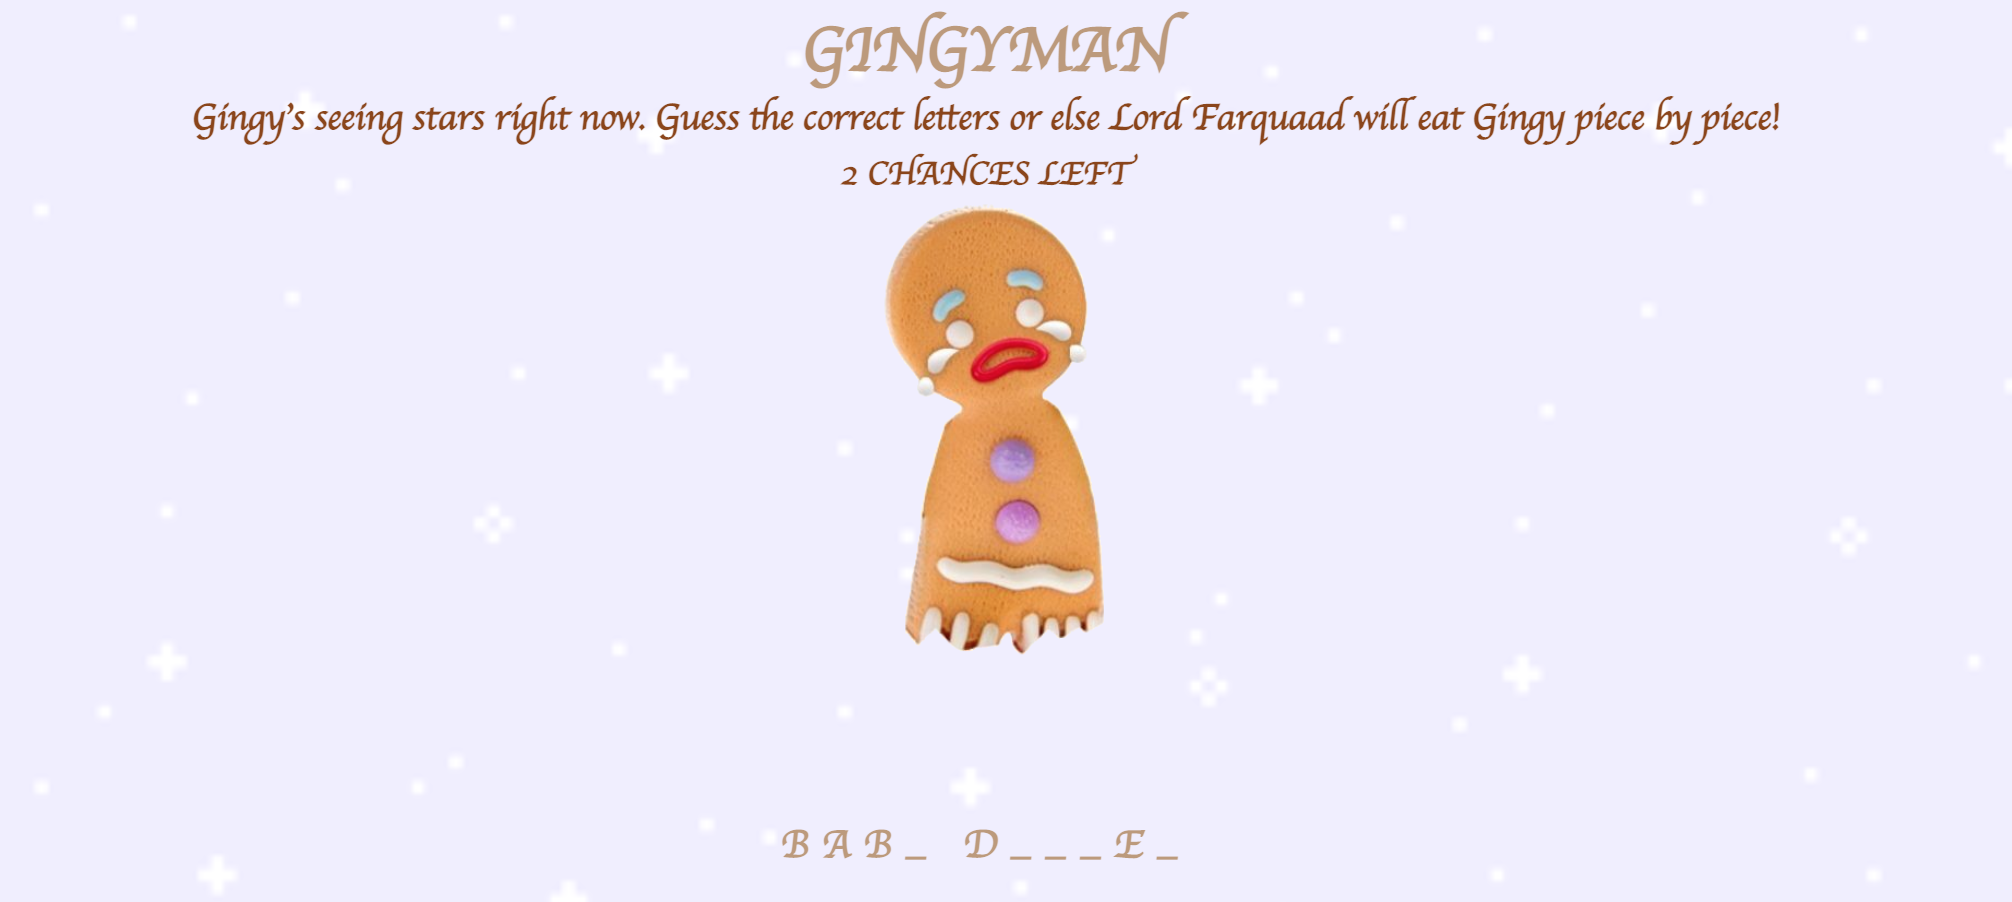 GINGYMAN
Gingy's seeing stars right now. Guess the correct letters or else Lord Farquaad will eat Gingy piece by piece!
2 CHANCES LEFT
B A B _ D _ _ _ E _